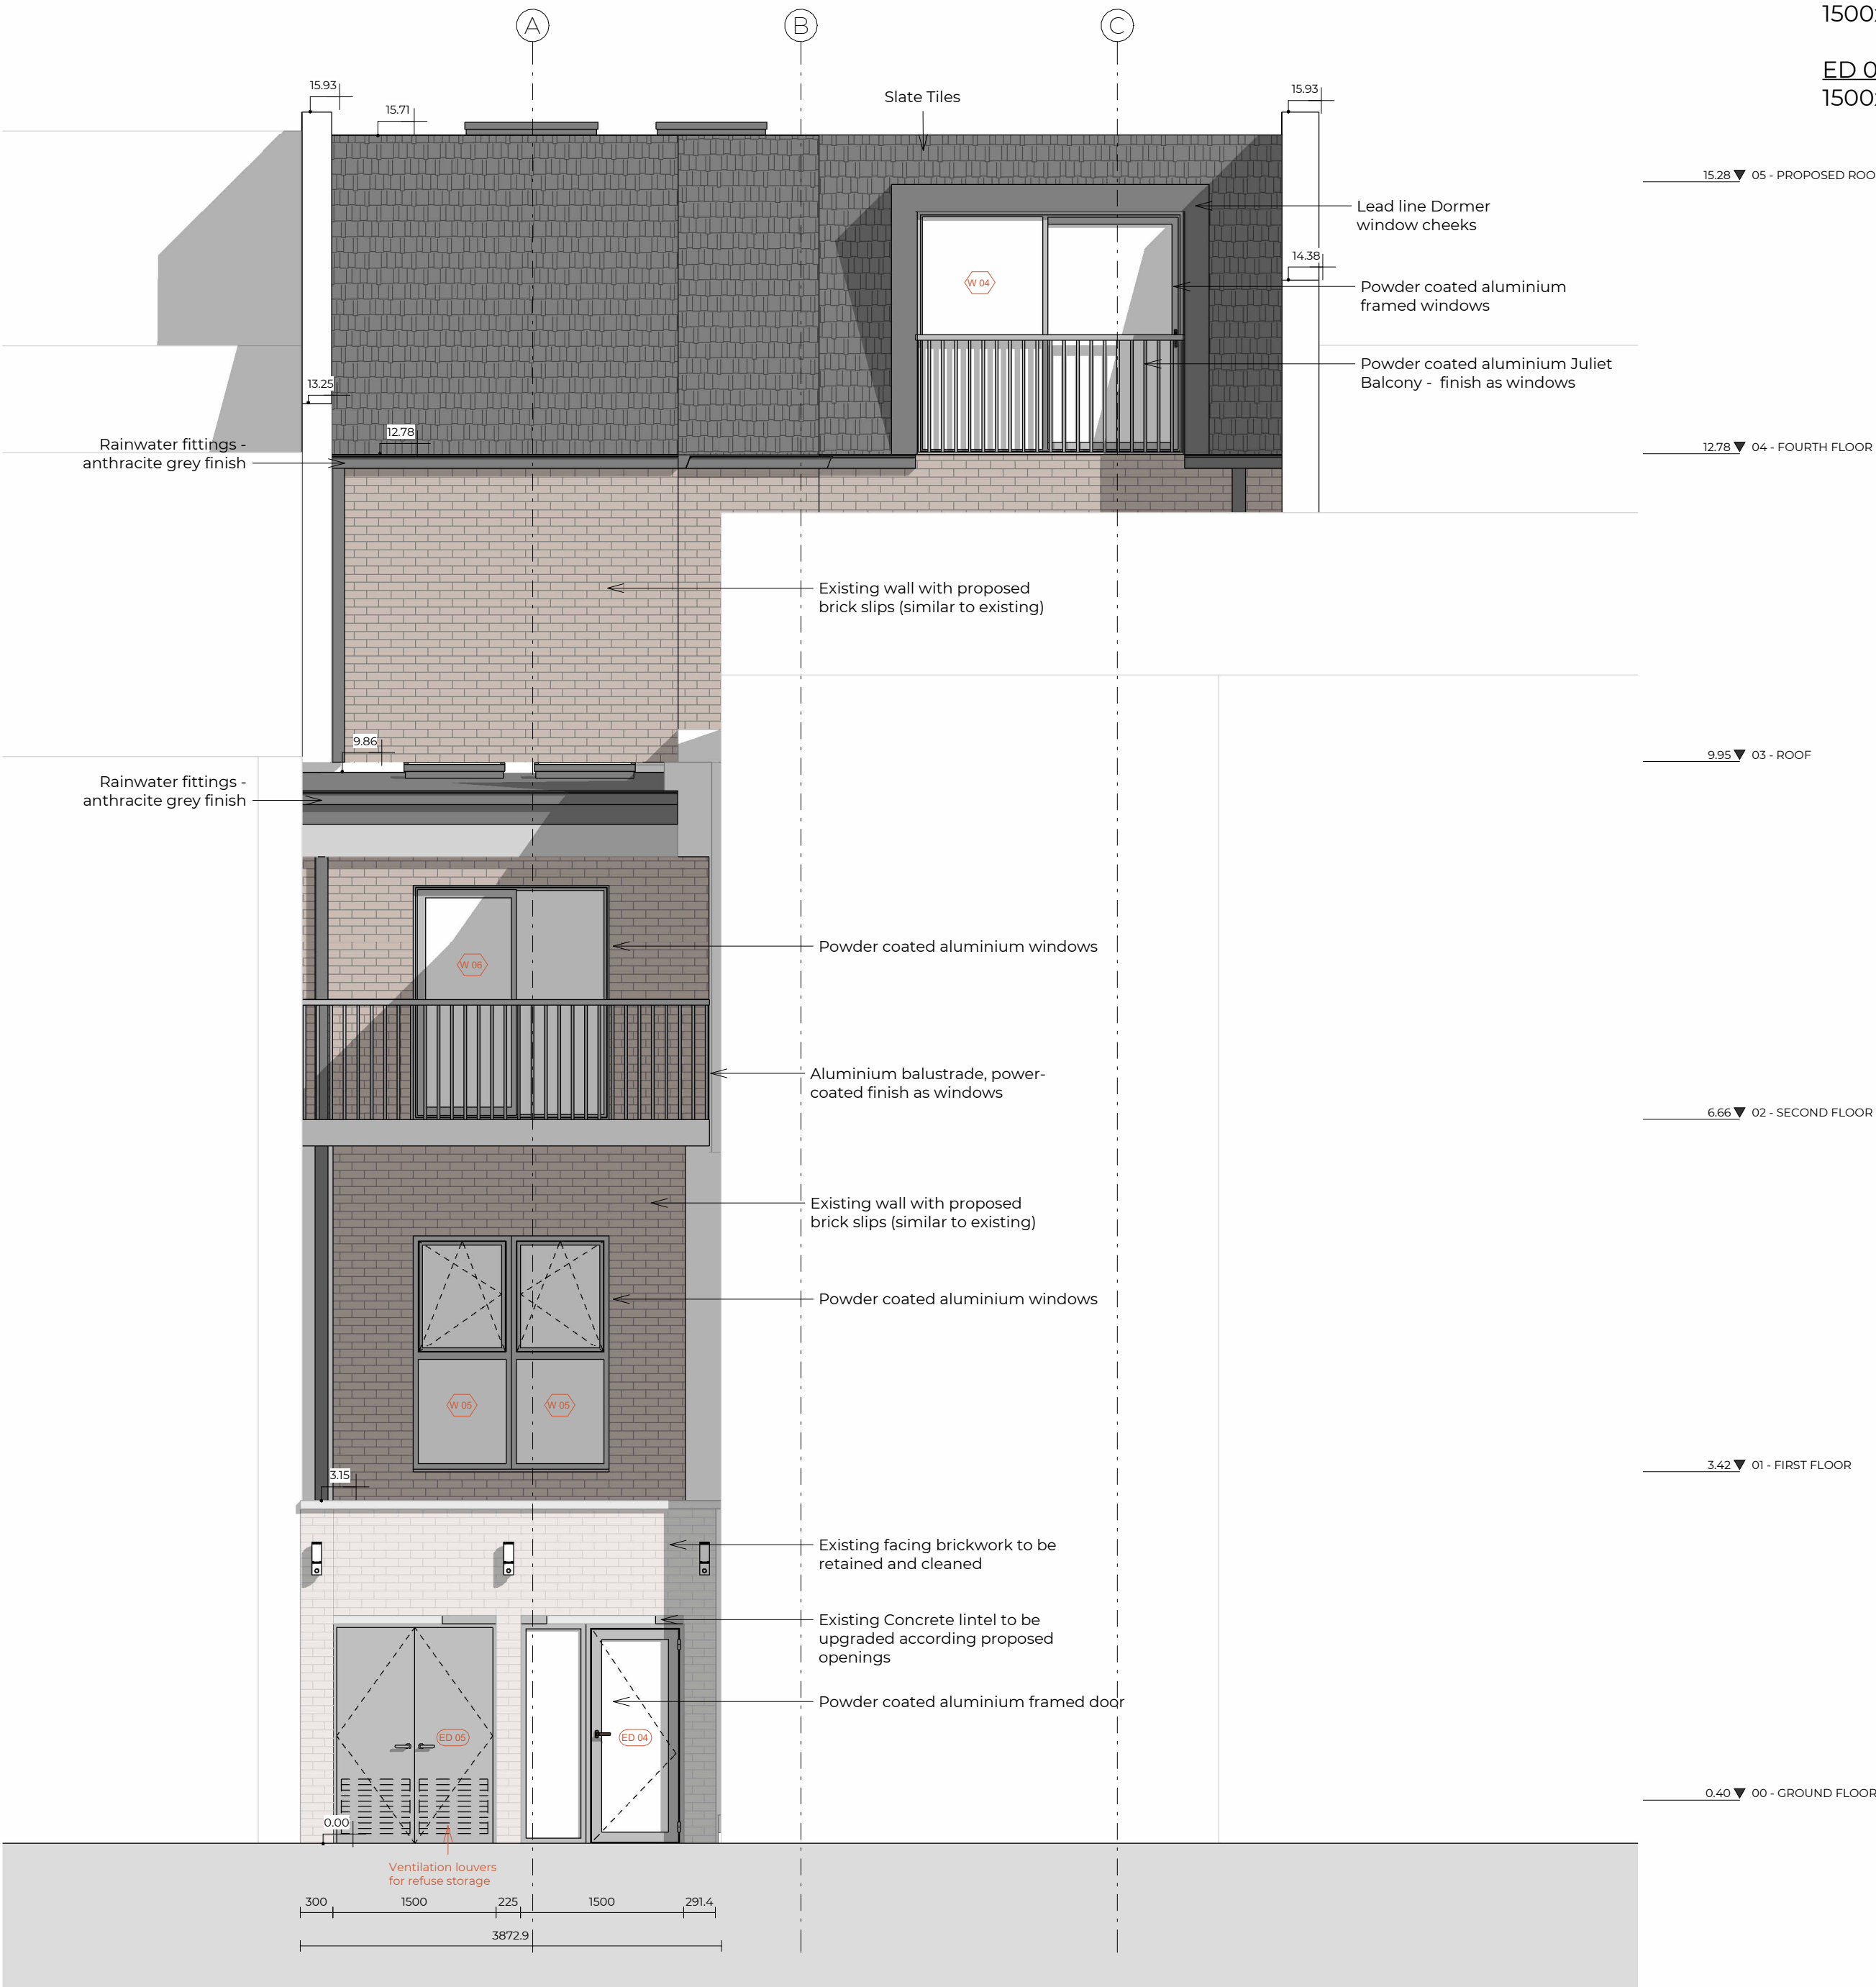 A
B
C
1500
ED 0
1500
15.93
15.71
Slate Tiles
15.93
15.28 05 - PROPOSED ROO
Lead line Dormer
window cheeks
14.38
W 04
Powder coated aluminium
framed windows
Powder coated aluminium Juliet
Balcony - finish as windows
13.25
12.78
Rainwater fittings -
anthracite grey finish
12.78 04 - FOURTH FLOOR
Existing wall with proposed
brick slips (similar to existing)
9.86
9.95 03 - ROOF
Rainwater fittings -
anthracite grey finish
Powder coated aluminium windows
W 06
Aluminium balustrade, power-
coated finish as windows
6.66 02 - SECOND FLOOR
Existing wall with proposed
brick slips (similar to existing)
Powder coated aluminium windows
W 05
W 05
3.15
3.42 01 - FIRST FLOOR
Existing facing brickwork to be
retained and cleaned
Existing Concrete lintel to be
upgraded according proposed
openings
Powder coated aluminium framed door
ED 05
ED 04
0.40 00 - GROUND FLOOR
0.00
Ventilation louvers
for refuse storage
300 1500 225 1500 291.4
3872.9